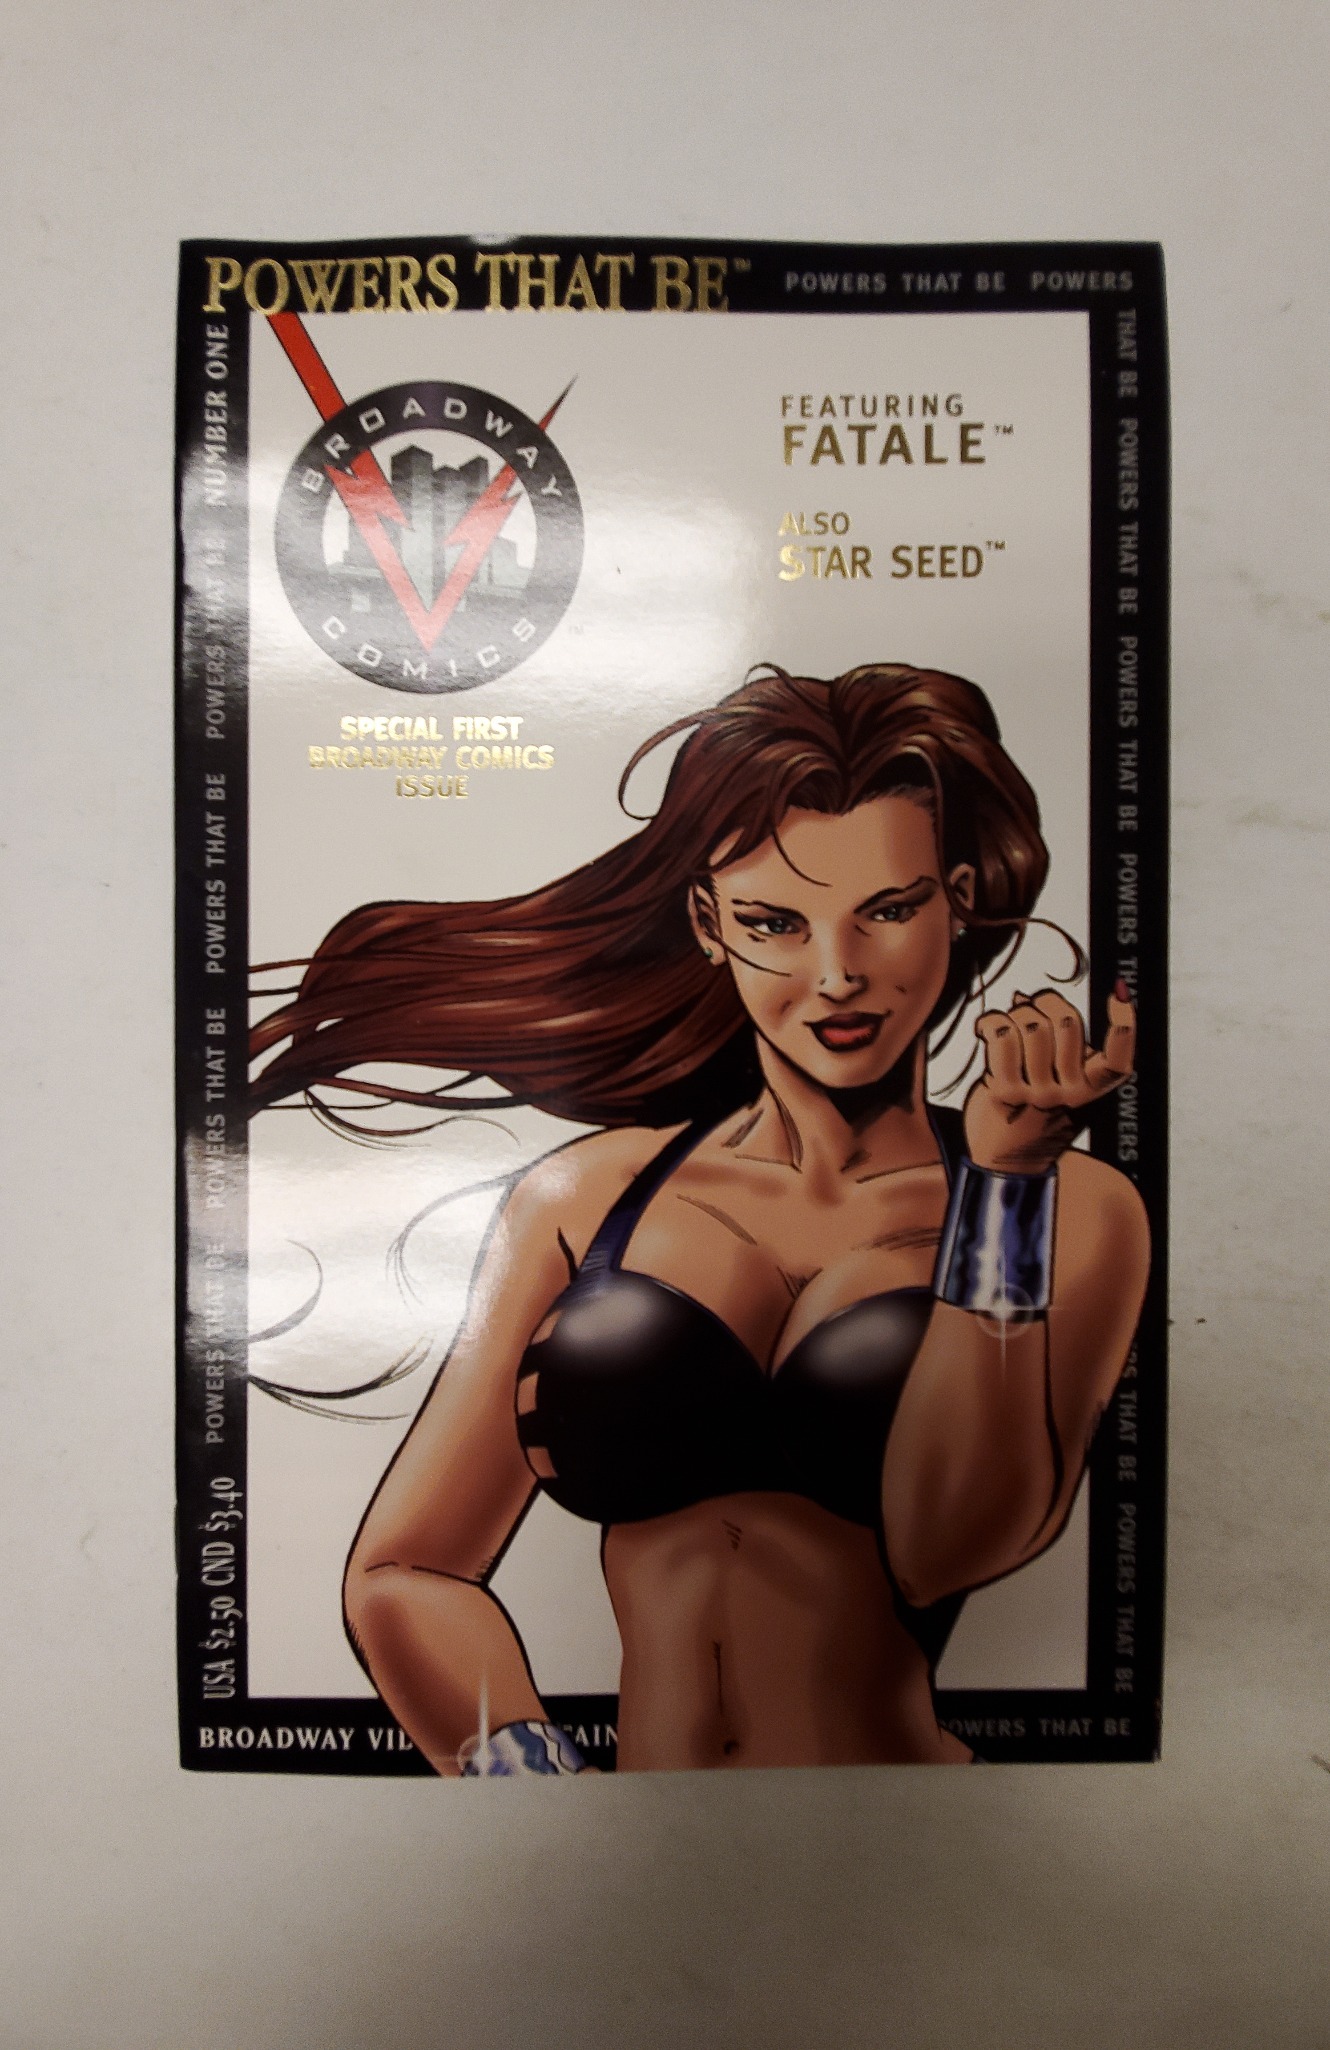 POWERS THAT BE™
POWERS THAT BE POWERS
THAT BE POWERS THAT BE POWERS THAT BE POWERS THAT BE POWERS
POWERS THAT BE POWERS THAT BE
NUMBER ONE
POWERS THAT BE POWERS THAT BE POWERS THAT BE POWERS THAT BE
USA $2.50 CND $3.40
BROADWAY
COMICS
TM
SPECIAL FIRST
BROADWAY COMICS
ISSUE
FEATURING
FATALE™
ALSO
STAR SEED™
BROADWAY
POWERS THAT BE